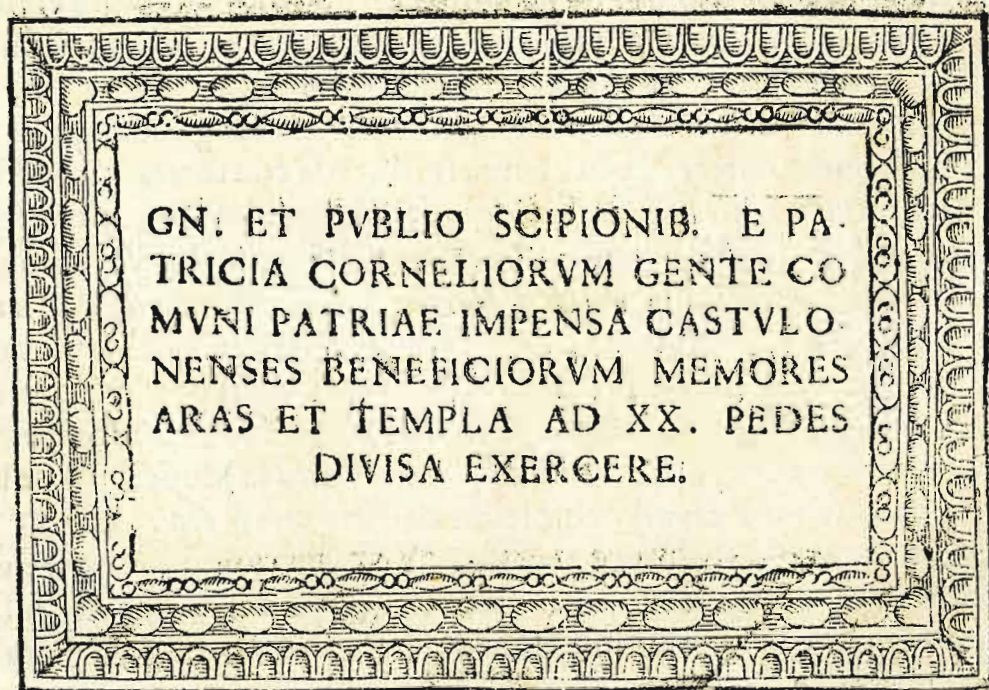 GN. ET PVBLIO SCIPIONIB. E PA-
TRICIA CORNELIORVM GENTE CO
MVNI PATRIAE IMPENSA CASTVLO-
NENSES BENEFICIORVM MEMORES
ARAS ET TEMPLA AD XX. PEDES
DIVISA EXERCERE.